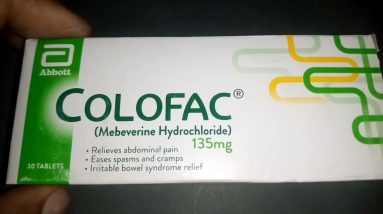 Abbott
COLOFAC®
(Mebeverine Hydrochloride)
135mg
• Relieves abdominal pain
• Eases spasms and cramps
• Irritable bowel syndrome relief
30 TABLETS